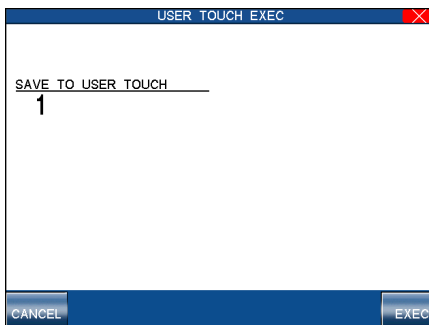 USER TOUCH EXEC
SAVE TO USER TOUCH
1
CANCEL
EXEC